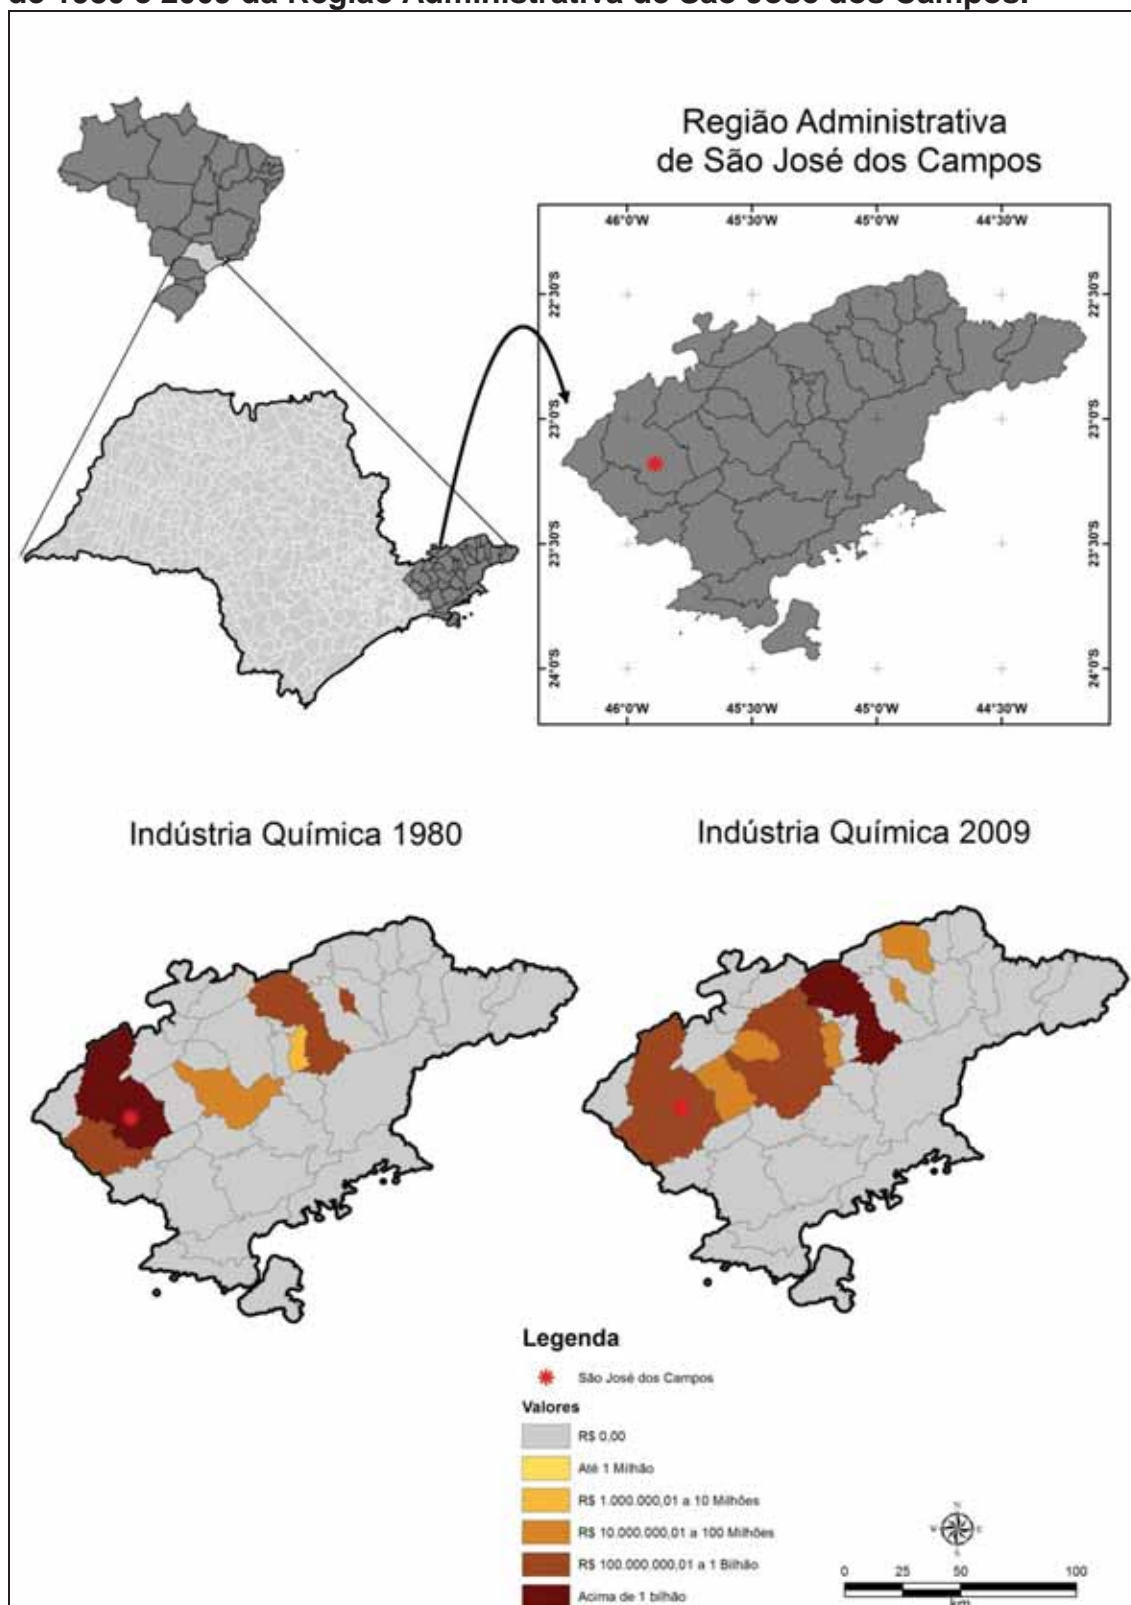 de 1980 e 2009 da Região Administrativa de São José dos Campos.
Região Administrativa
de São José dos Campos
46°0'W 45°30'W 45°0'W 44°30'W
22°30'S 22°30'S
23°0'S 23°0'S
23°30'S 23°30'S
24°0'S 24°0'S
46°0'W 45°30'W 45°0'W 44°30'W
Indústria Química 1980
Indústria Química 2009
Legenda
São José dos Campos
Valores
R$ 0,00
Até 1 Milhão
R$ 1.000.000,01 a 10 Milhões
R$ 10.000.000,01 a 100 Milhões
R$ 100.000.000,01 a 1 Bilhão
Acima de 1 bilhão
N
W E
S
0 25 50 100
km